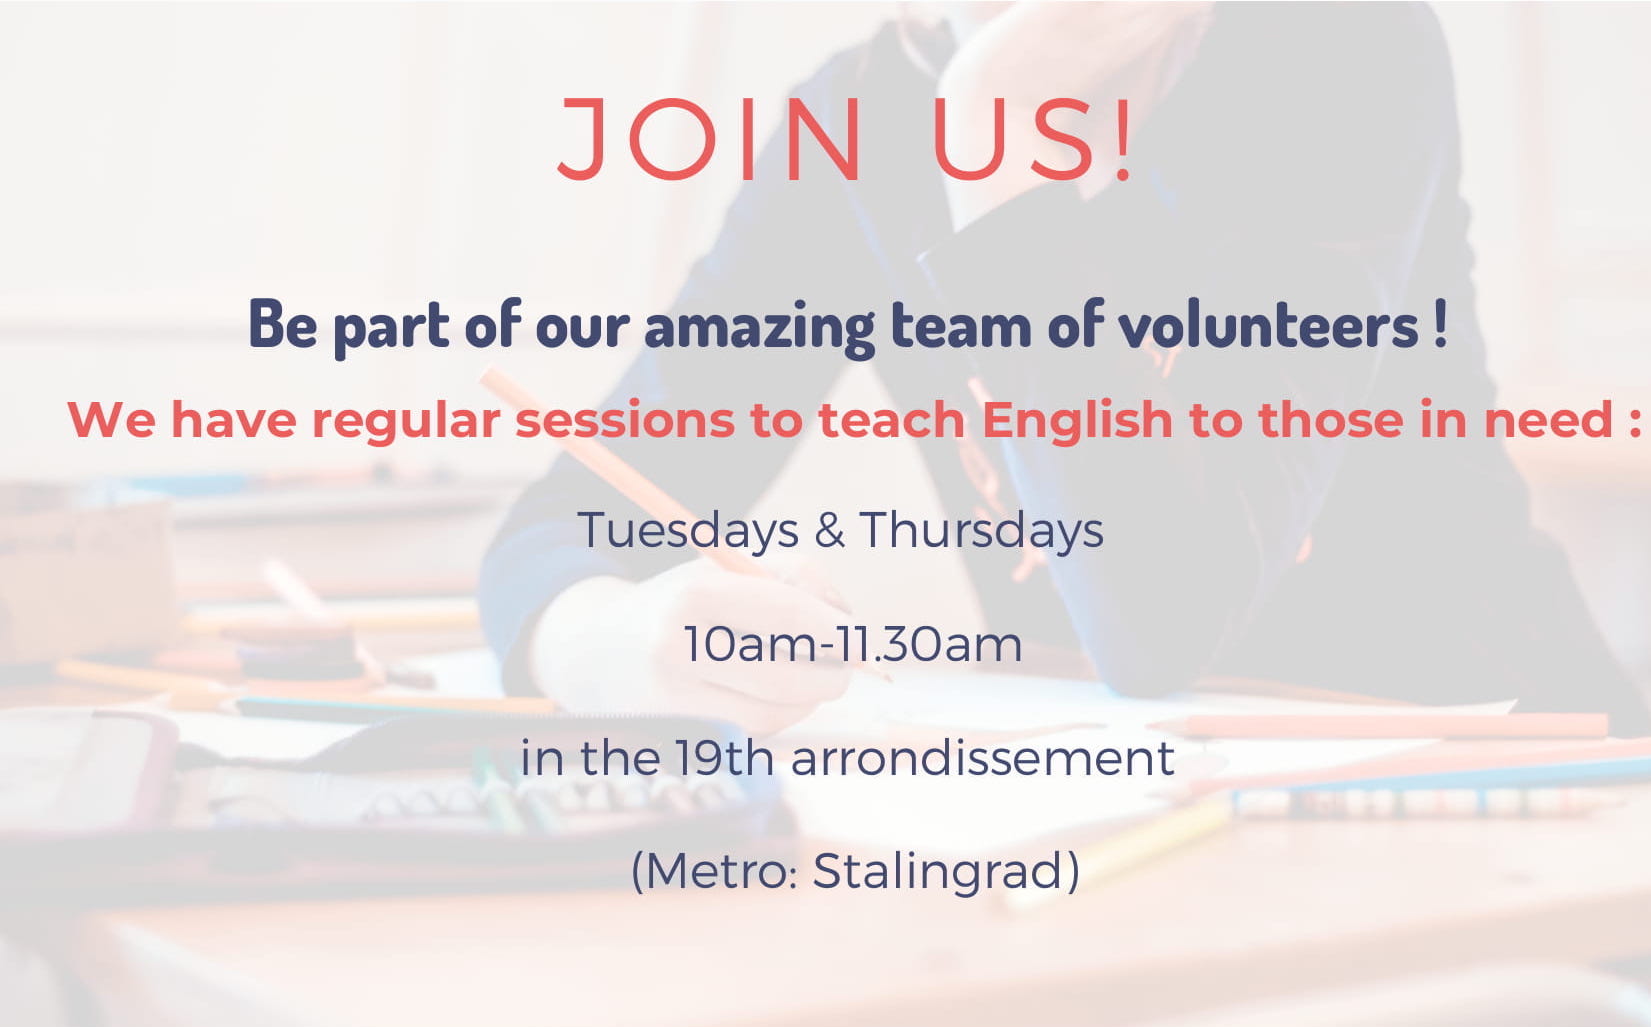 JOIN US!
Be part of our amazing team of volunteers !
We have regular sessions to teach English to those in need :
Tuesdays & Thursdays
10am-11.30am
in the 19th arrondissement
(Metro: Stalingrad)